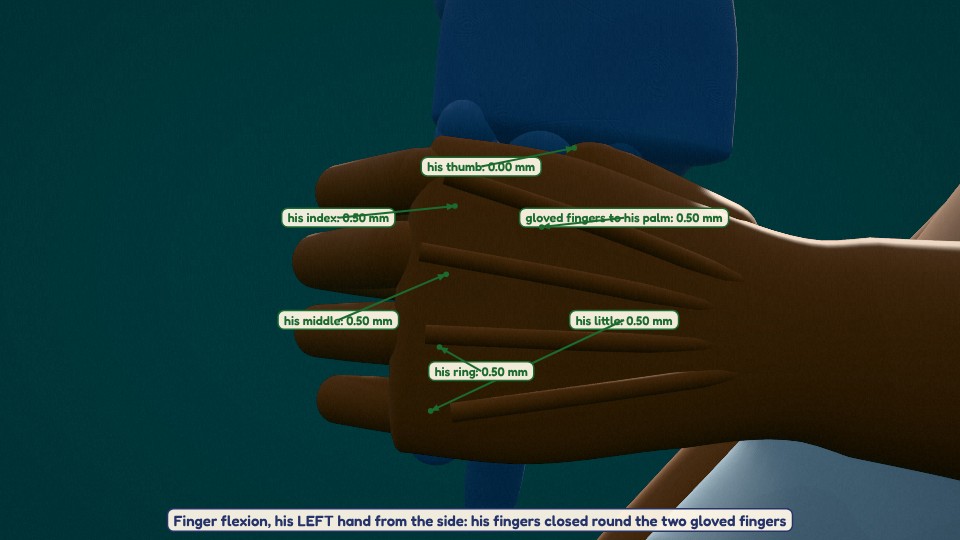 his thumb: 0.00 mm
his index: 0.50 mm
gloved fingers to his palm: 0.50 mm
his middle: 0.50 mm
his little: 0.50 mm
his ring: 0.50 mm
Finger flexion, his LEFT hand from the side: his fingers closed round the two gloved fingers